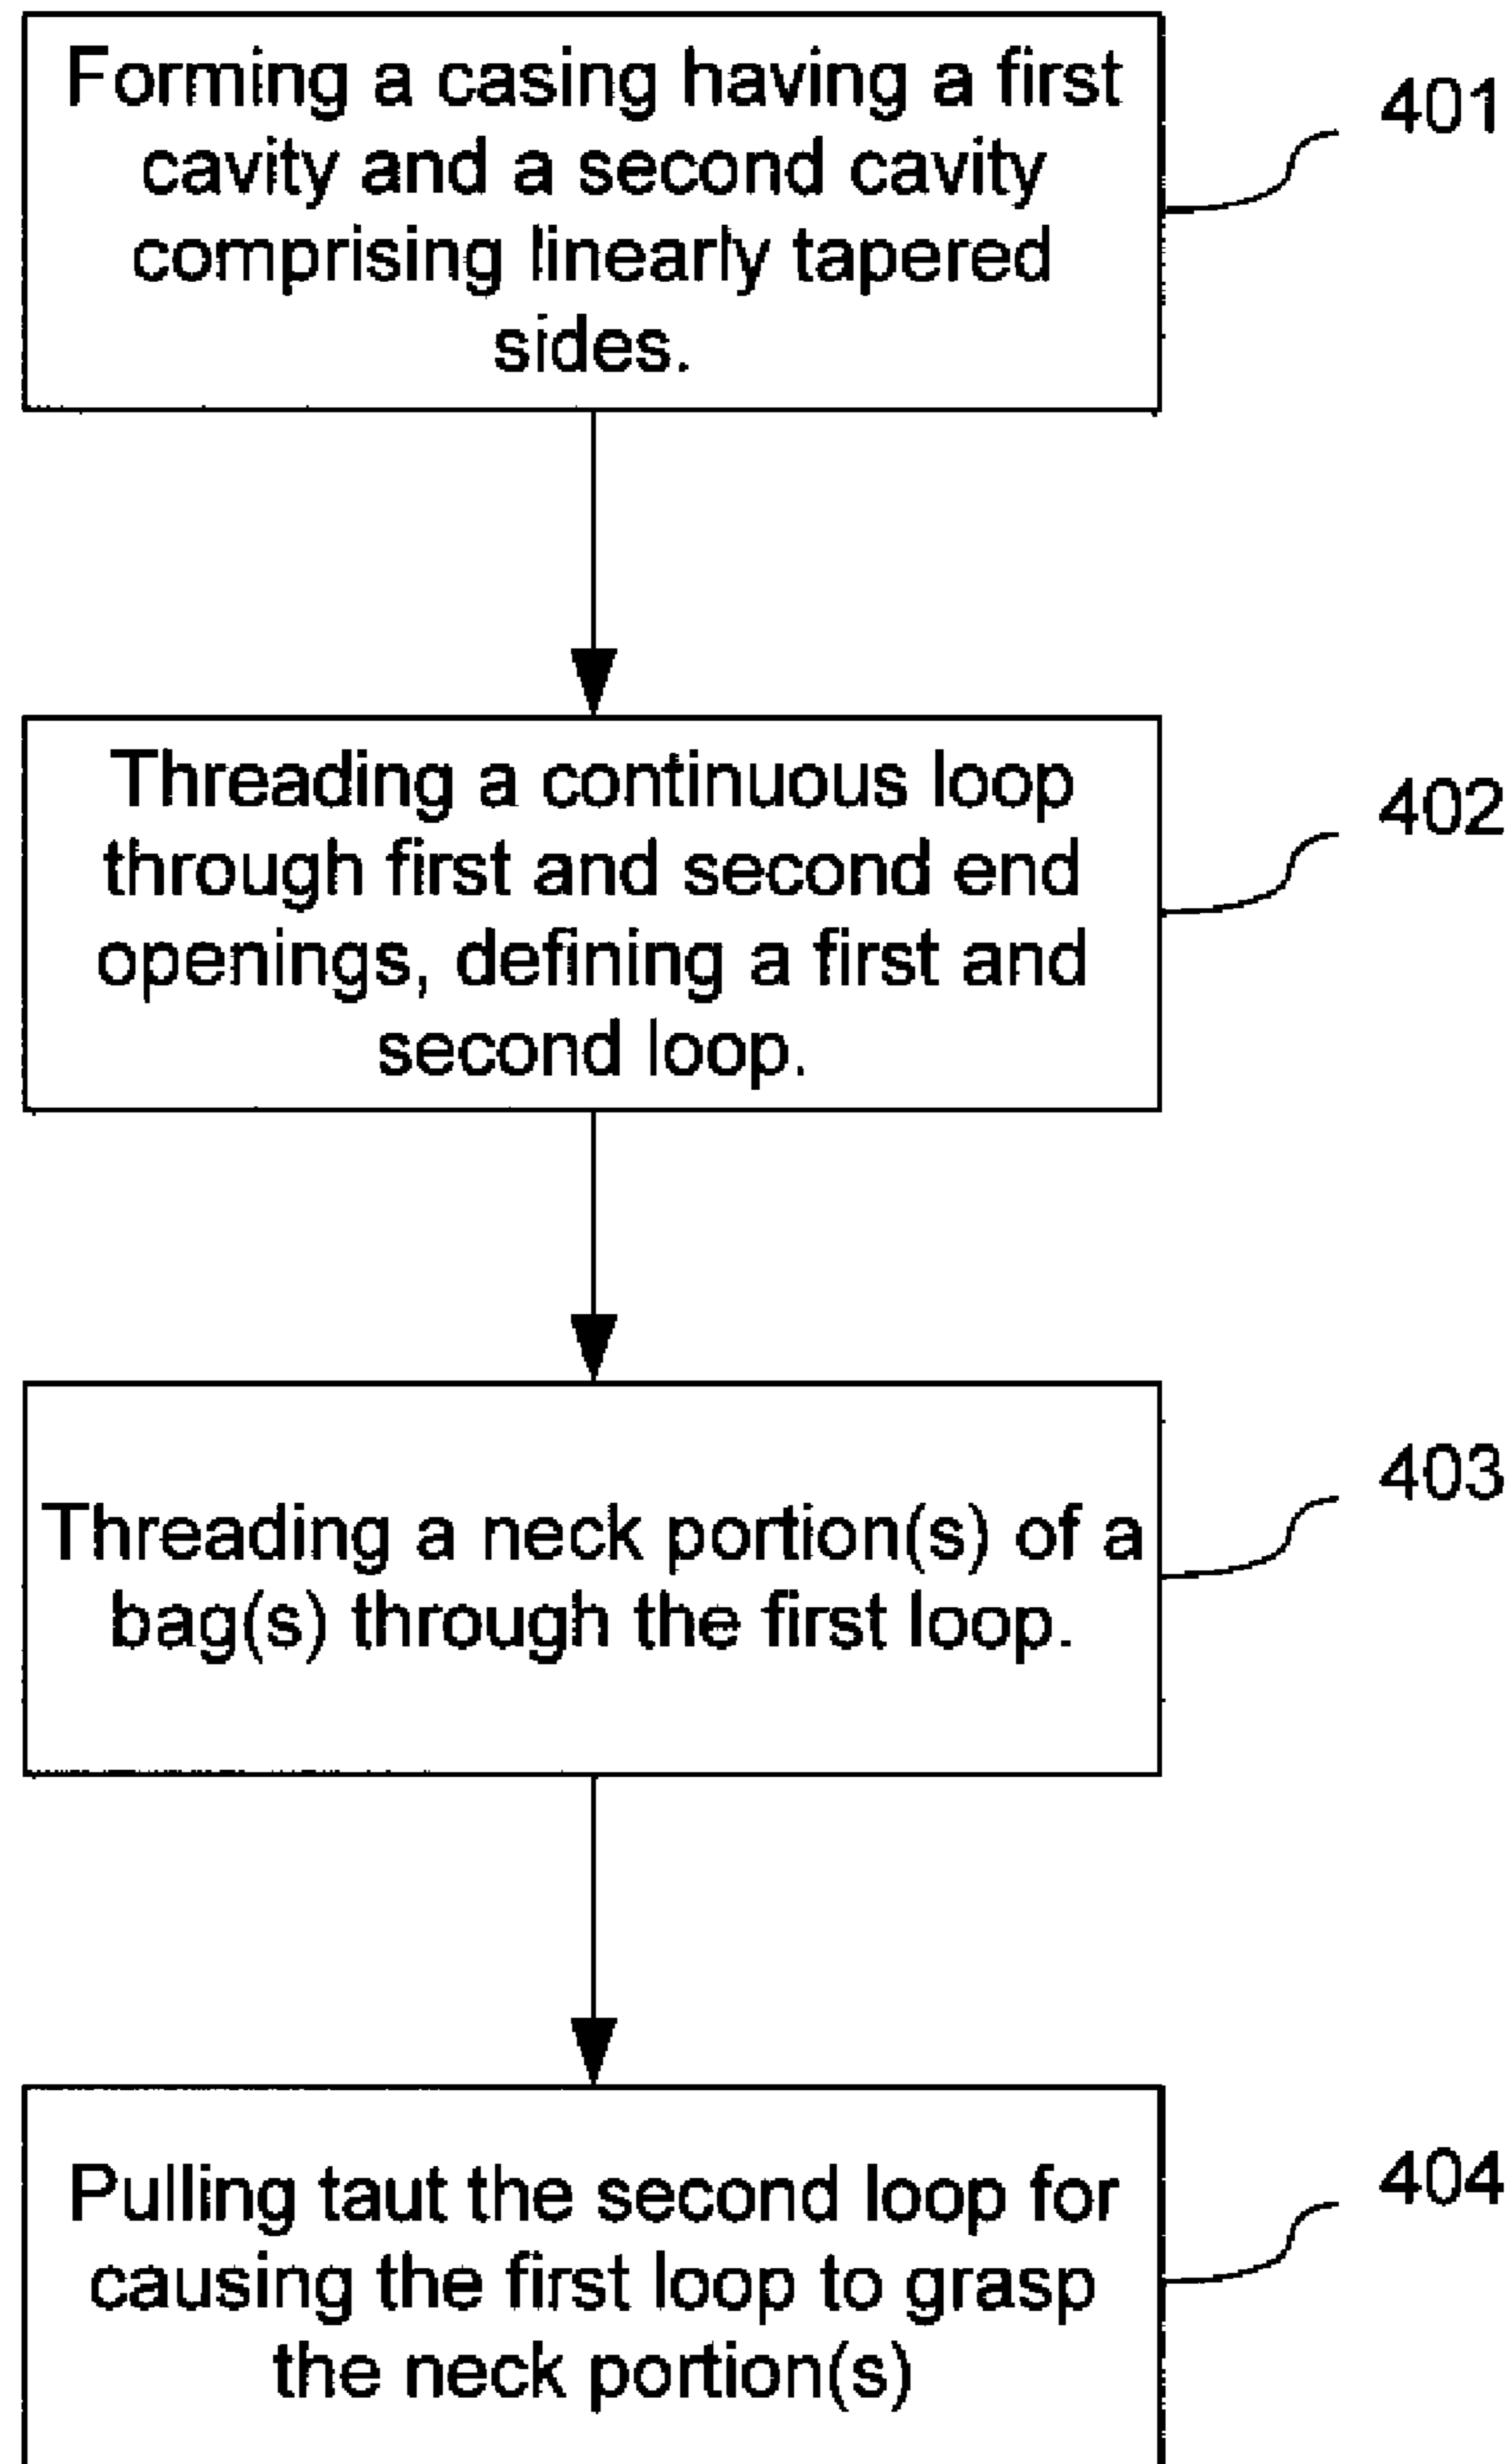 Forming a casing having a first
cavity and a second cavity
comprising linearly tapered
sides.
401
Threading a continuous loop
through first and second end
openings, defining a first and
second loop.
402
Threading a neck portion(s) of a
bag(s) through the first loop.
403
Pulling taut the second loop for
causing the first loop to grasp
the neck portion(s)
404